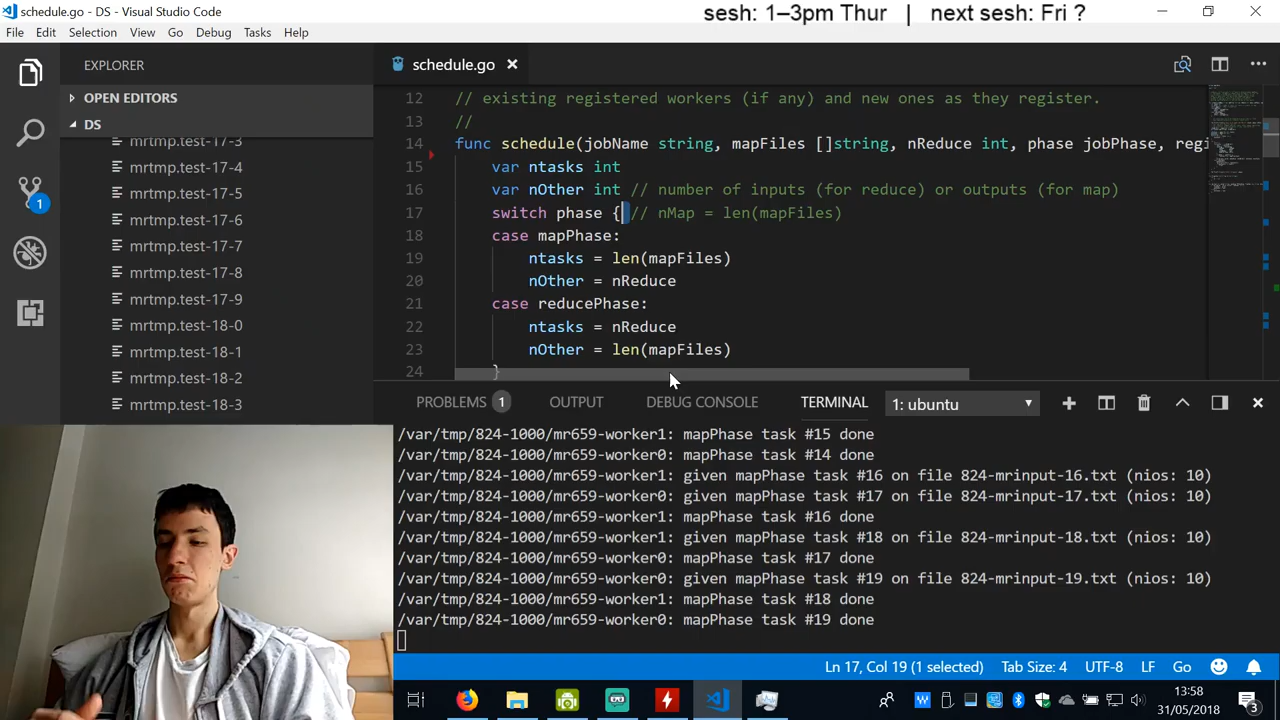 schedule.go - DS - Visual Studio Code
sesh: 1–3pm Thur | next sesh: Fri ?
File Edit Selection View Go Debug Tasks Help
EXPLORER
OPEN EDITORS
DS
mrtmp.test-17-3
mrtmp.test-17-4
mrtmp.test-17-5
mrtmp.test-17-6
mrtmp.test-17-7
mrtmp.test-17-8
mrtmp.test-17-9
mrtmp.test-18-0
mrtmp.test-18-1
mrtmp.test-18-2
mrtmp.test-18-3
1
schedule.go
12 // existing registered workers (if any) and new ones as they register.
13 //
14 func schedule(jobName string, mapFiles []string, nReduce int, phase jobPhase, regi
15 var ntasks int
16 var nOther int // number of inputs (for reduce) or outputs (for map)
17 switch phase { // nMap = len(mapFiles)
18 case mapPhase:
19 ntasks = len(mapFiles)
20 nOther = nReduce
21 case reducePhase:
22 ntasks = nReduce
23 nOther = len(mapFiles)
24 }
PROBLEMS 1 OUTPUT DEBUG CONSOLE TERMINAL 1: ubuntu
/var/tmp/824-1000/mr659-worker1: mapPhase task #15 done
/var/tmp/824-1000/mr659-worker0: mapPhase task #14 done
/var/tmp/824-1000/mr659-worker1: given mapPhase task #16 on file 824-mrinput-16.txt (nios: 10)
/var/tmp/824-1000/mr659-worker0: given mapPhase task #17 on file 824-mrinput-17.txt (nios: 10)
/var/tmp/824-1000/mr659-worker1: mapPhase task #16 done
/var/tmp/824-1000/mr659-worker1: given mapPhase task #18 on file 824-mrinput-18.txt (nios: 10)
/var/tmp/824-1000/mr659-worker0: mapPhase task #17 done
/var/tmp/824-1000/mr659-worker0: given mapPhase task #19 on file 824-mrinput-19.txt (nios: 10)
/var/tmp/824-1000/mr659-worker1: mapPhase task #18 done
/var/tmp/824-1000/mr659-worker0: mapPhase task #19 done
Ln 17, Col 19 (1 selected) Tab Size: 4 UTF-8 LF Go
13:58
31/05/2018
3